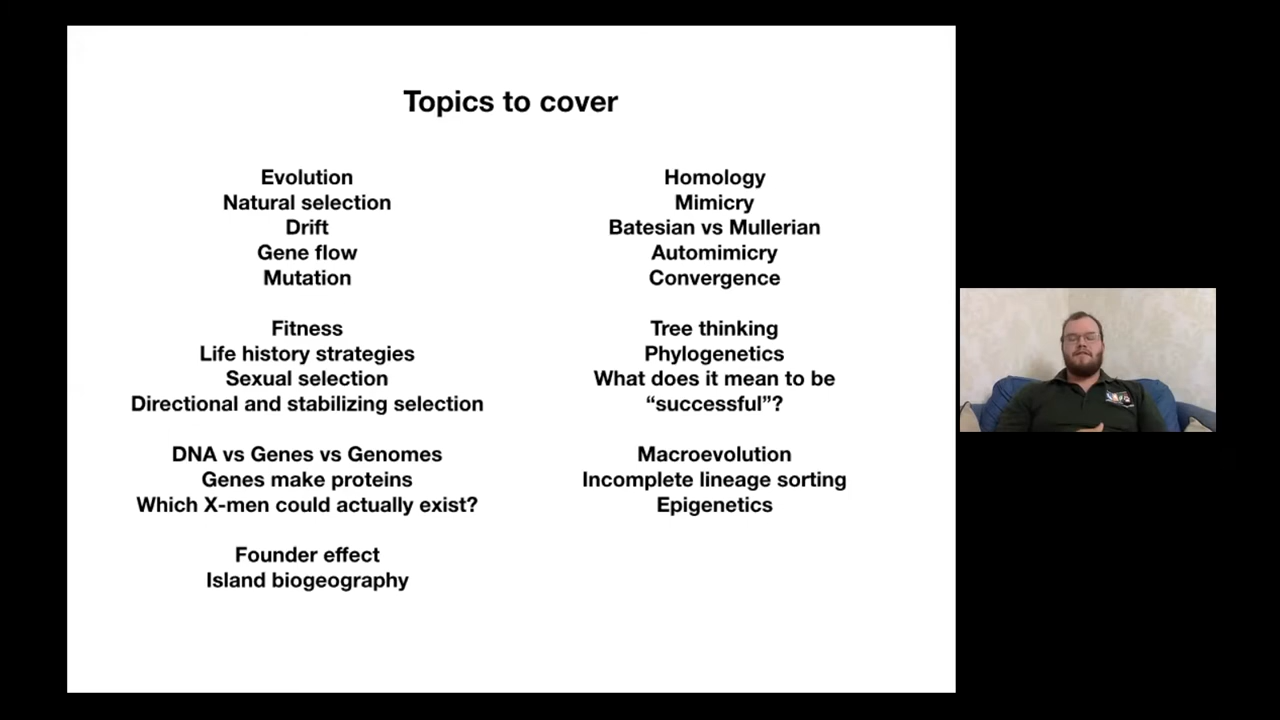 Topics to cover
Evolution
Natural selection
Drift
Gene flow
Mutation
Fitness
Life history strategies
Sexual selection
Directional and stabilizing selection
DNA vs Genes vs Genomes
Genes make proteins
Which X-men could actually exist?
Founder effect
Island biogeography
Homology
Mimicry
Batesian vs Mullerian
Automimicry
Convergence
Tree thinking
Phylogenetics
What does it mean to be
“successful”?
Macroevolution
Incomplete lineage sorting
Epigenetics